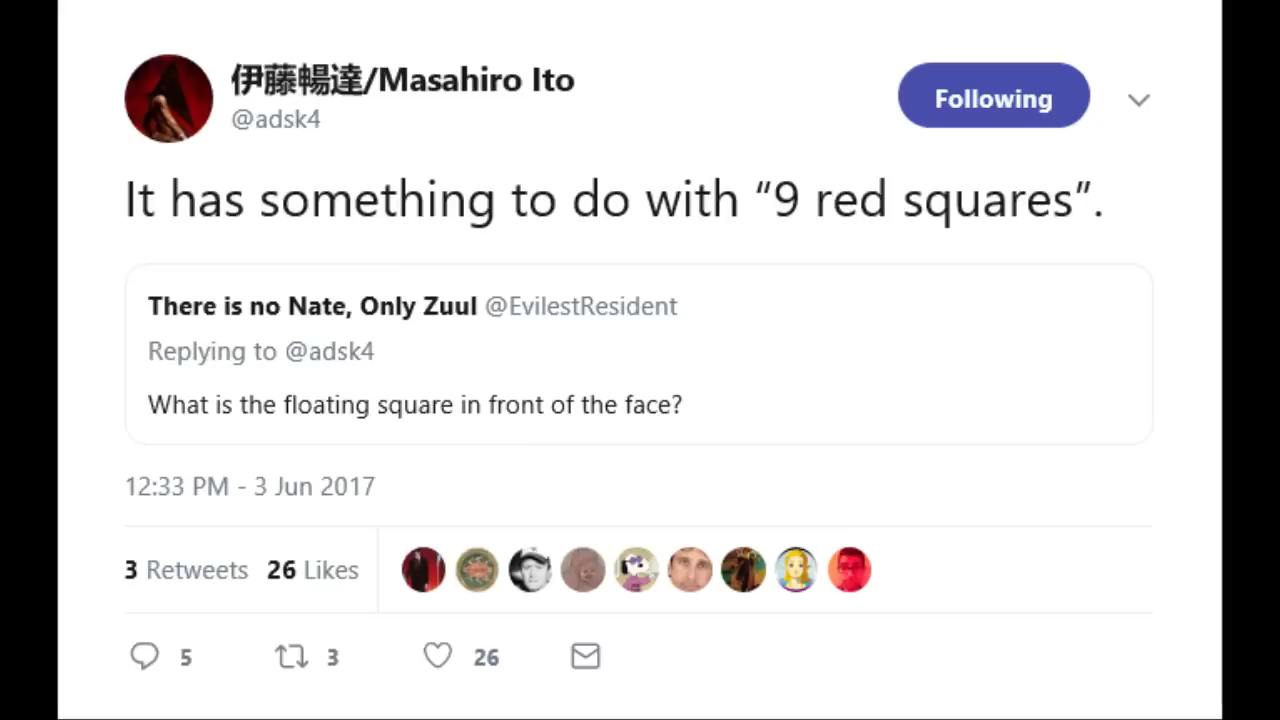 伊藤暢達/Masahiro Ito
@adsk4
Following
It has something to do with “9 red squares”.
There is no Nate, Only Zuul @EvilestResident
Replying to @adsk4
What is the floating square in front of the face?
12:33 PM - 3 Jun 2017
3 Retweets 26 Likes
5 3 26